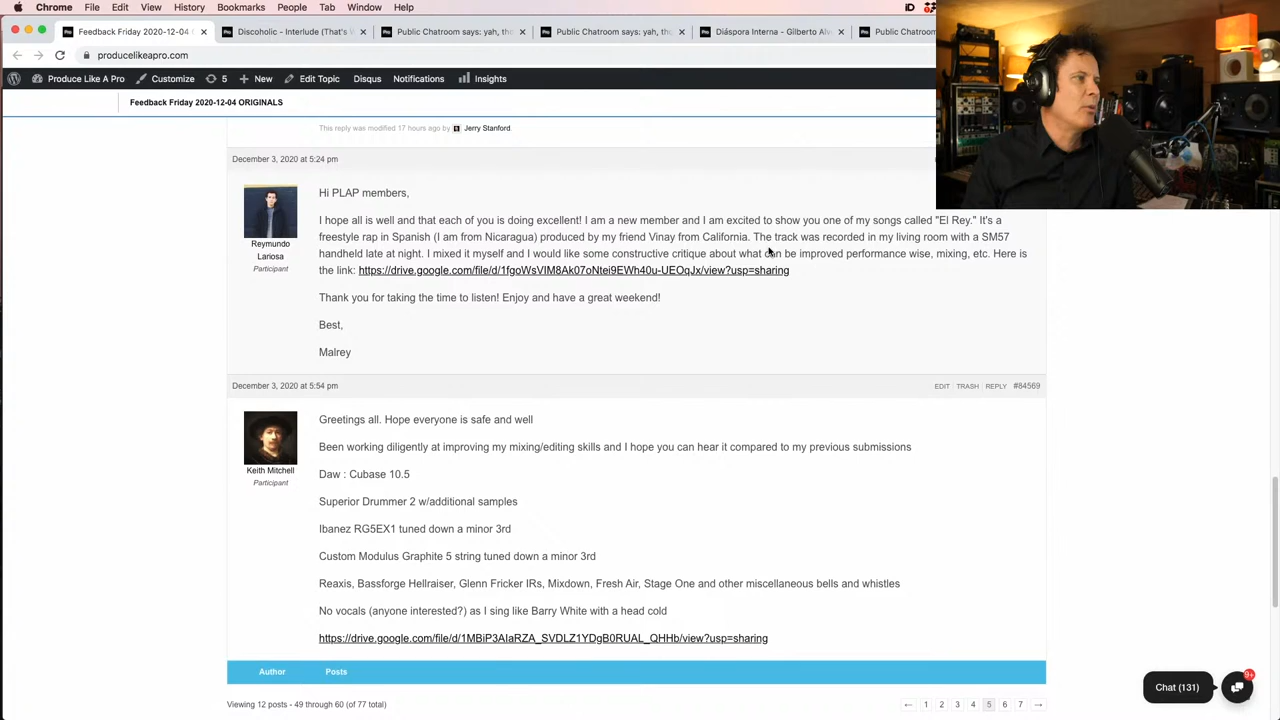 Chrome File Edit View History Bookmarks People Tab Window Help iD
Feedback Friday 2020-12-04 Discoholic - Interlude (That's Public Chatroom says: yah, Public Chatroom says: yah, Diáspora Interna - Gilberto Alv Public Chatroom
producelikeapro.com
Produce Like A Pro Customize 5 New Edit Topic Disqus Notifications Insights
Feedback Friday 2020-12-04 ORIGINALS
This reply was modified 17 hours ago by Jerry Stanford.
December 3, 2020 at 5:24 pm
Hi PLAP members,
I hope all is well and that each of you is doing excellent! I am a new member and I am excited to show you one of my songs called "El Rey." It's a
freestyle rap in Spanish (I am from Nicaragua) produced by my friend Vinay from California. The track was recorded in my living room with a SM57
handheld late at night. I mixed it myself and I would like some constructive critique about what can be improved performance wise, mixing, etc. Here is
the link: https://drive.google.com/file/d/1fgoWsVIM8Ak07oNtei9EWh40u-UEOqJx/view?usp=sharing
Reymundo
Lariosa
Participant
Thank you for taking the time to listen! Enjoy and have a great weekend!
Best,
Malrey
December 3, 2020 at 5:54 pm EDIT | TRASH | REPLY #84569
Greetings all. Hope everyone is safe and well
Been working diligently at improving my mixing/editing skills and I hope you can hear it compared to my previous submissions
Keith Mitchell
Participant
Daw : Cubase 10.5
Superior Drummer 2 w/additional samples
Ibanez RG5EX1 tuned down a minor 3rd
Custom Modulus Graphite 5 string tuned down a minor 3rd
Reaxis, Bassforge Hellraiser, Glenn Fricker IRs, Mixdown, Fresh Air, Stage One and other miscellaneous bells and whistles
No vocals (anyone interested?) as I sing like Barry White with a head cold
https://drive.google.com/file/d/1MBiP3AIaRZA_SVDLZ1YDgB0RUAL_QHHb/view?usp=sharing
Author Posts
Viewing 12 posts - 49 through 60 (of 77 total) ← 1 2 3 4 5 6 7 →
Chat (131) 9+